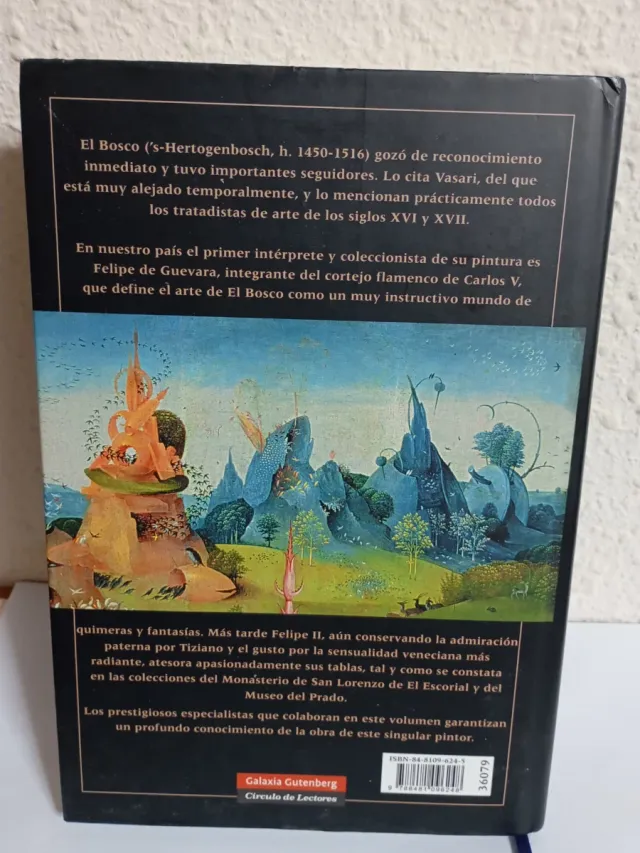 El Bosco ('s-Hertogenbosch, h. 1450-1516) gozó de reconocimiento
inmediato y tuvo importantes seguidores. Lo cita Vasari, del que
está muy alejado temporalmente, y lo mencionan prácticamente todos
los tratadistas de arte de los siglos XVI y XVII.
En nuestro país el primer intérprete y coleccionista de su pintura es
Felipe de Guevara, integrante del cortejo flamenco de Carlos V,
que define el arte de El Bosco como un muy instructivo mundo de
quimeras y fantasías. Más tarde Felipe II, aún conservando la admiración
paterna por Tiziano y el gusto por la sensualidad veneciana más
radiante, atesora apasionadamente sus tablas, tal y como se constata
en las colecciones del Monasterio de San Lorenzo de El Escorial y del
Museo del Prado.
Los prestigiosos especialistas que colaboran en este volumen garantizan
un profundo conocimiento de la obra de este singular pintor.
ISBN-84-8109-624-5
36079
9 788481 096248
Galaxia Gutenberg
Círculo de Lectores